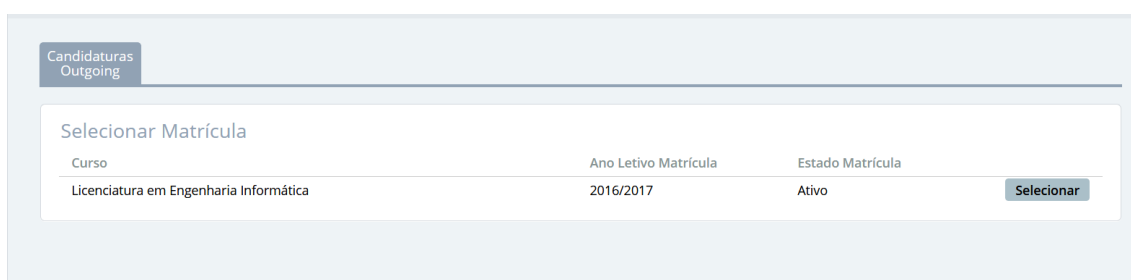 Candidaturas
Outgoing
Selecionar Matrícula
Curso Ano Letivo Matrícula Estado Matrícula
Licenciatura em Engenharia Informática 2016/2017 Ativo Selecionar